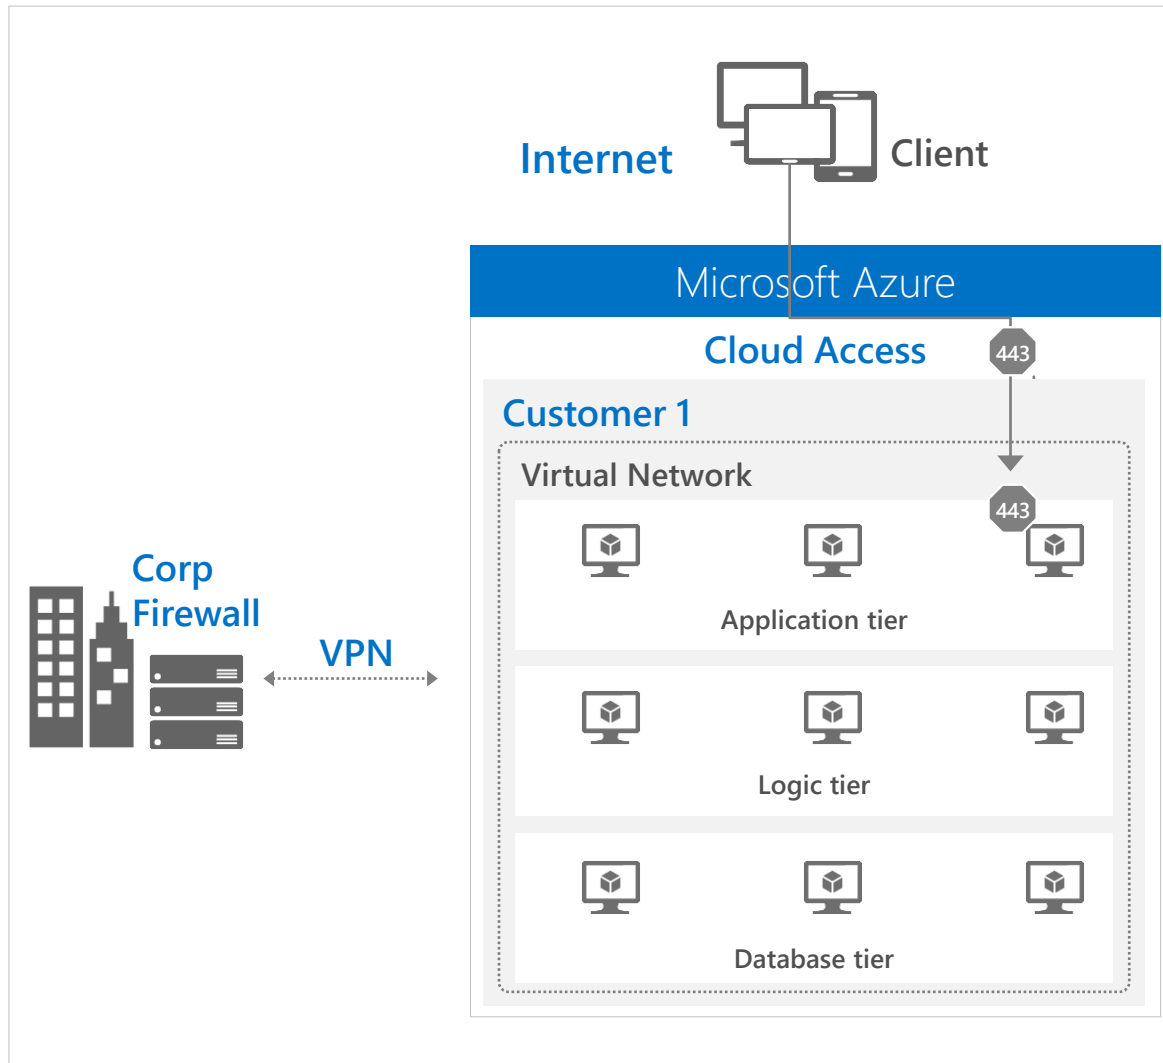 Internet
Client
Microsoft Azure
Cloud Access
443
Customer 1
Virtual Network
443
Application tier
Corp
Firewall
VPN
Logic tier
Database tier